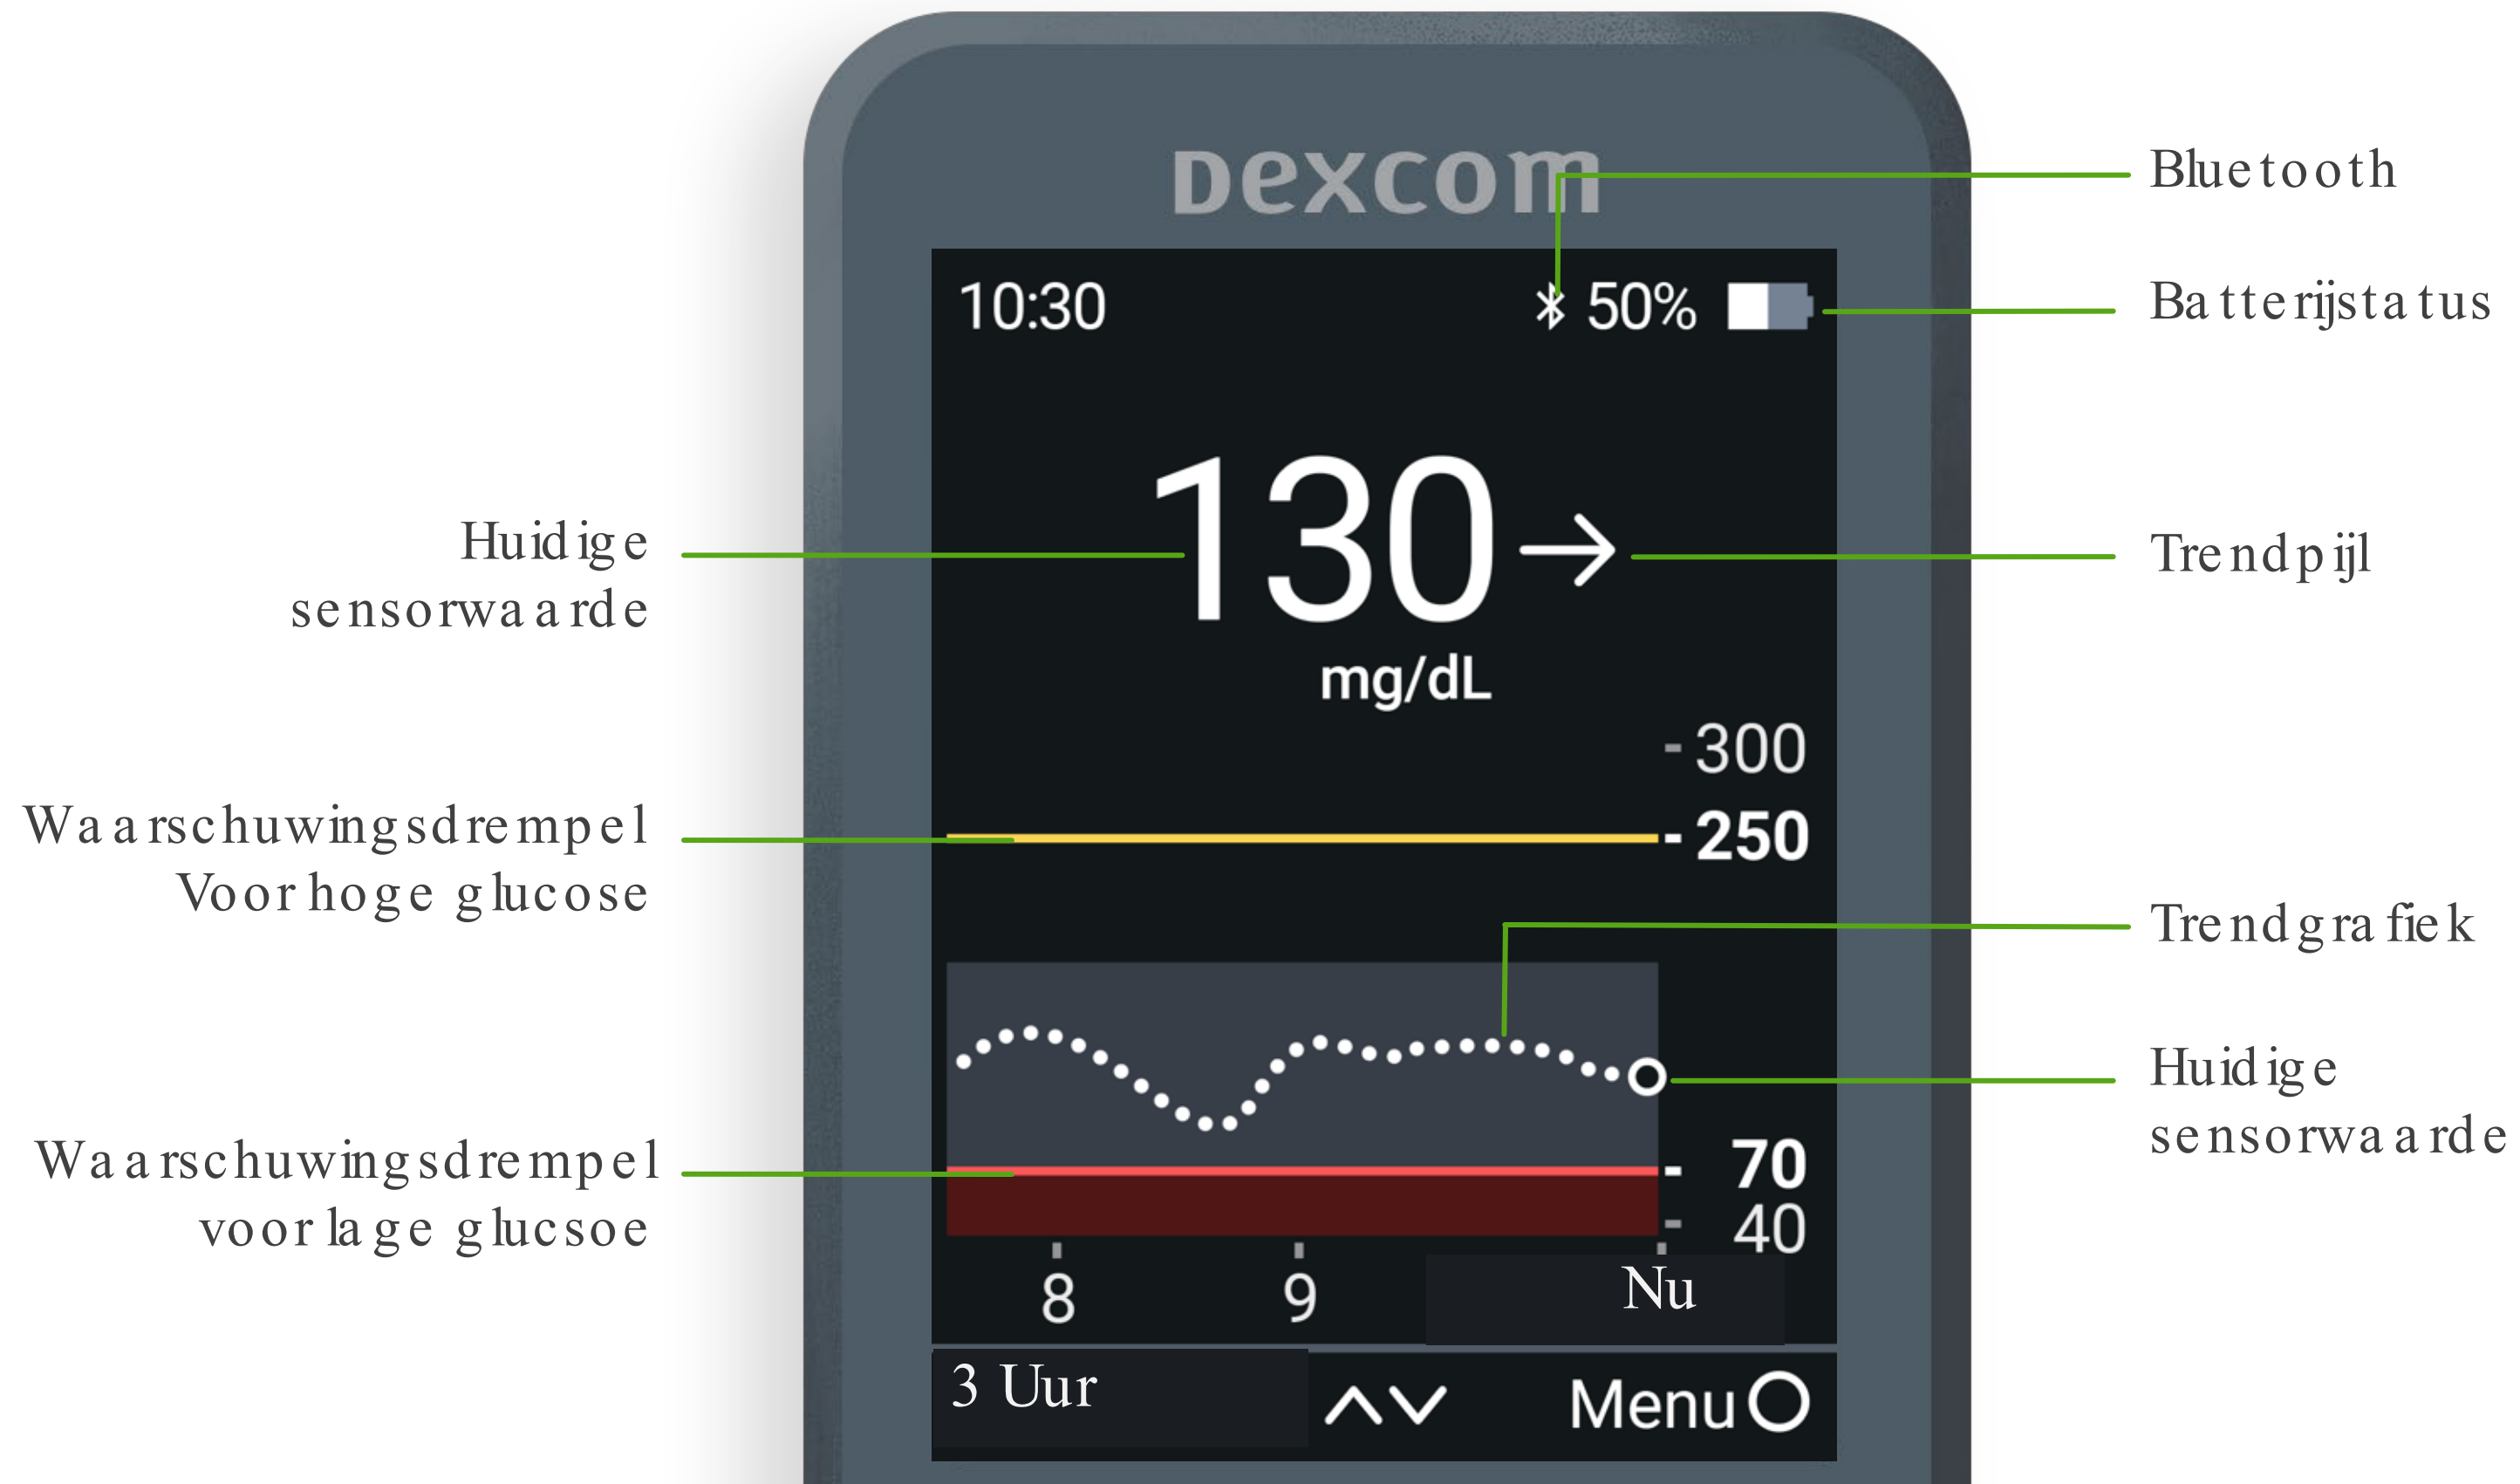 Dexcom
Bluetooth
10:30 50%
Batterijstatus
130
Huidige
sensorwaarde
Trendpijl
mg/dL
300
Waarschuwingsdrempel
Voor hoge glucose
250
Trendgrafiek
Huidige
sensorwaarde
Waarschuwingsdrempel
voor lage glucsoe
70
40
8 9 Nu
3 Uur Menu